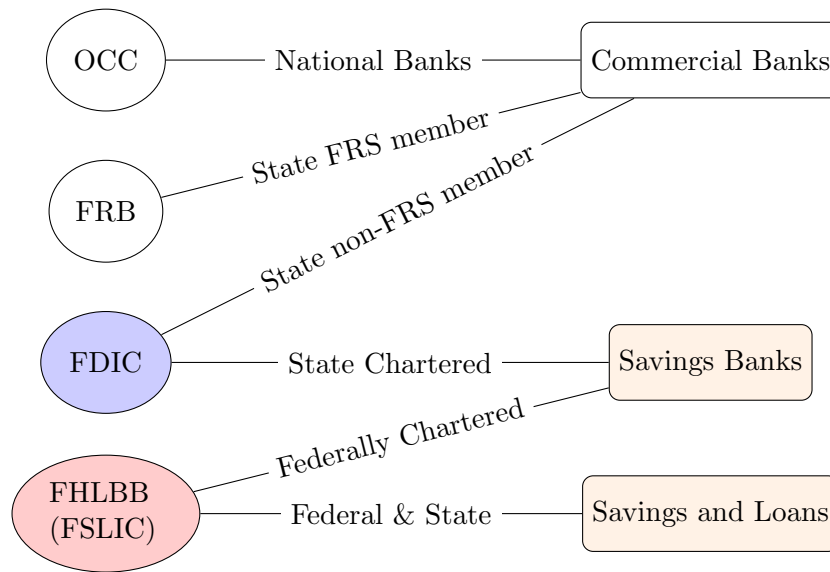 OCC
National Banks
Commercial Banks
State FRS member
FRB
State non-FRS member
FDIC
State Chartered
Savings Banks
Federally Chartered
FHLBB
(FSLIC)
Federal & State
Savings and Loans